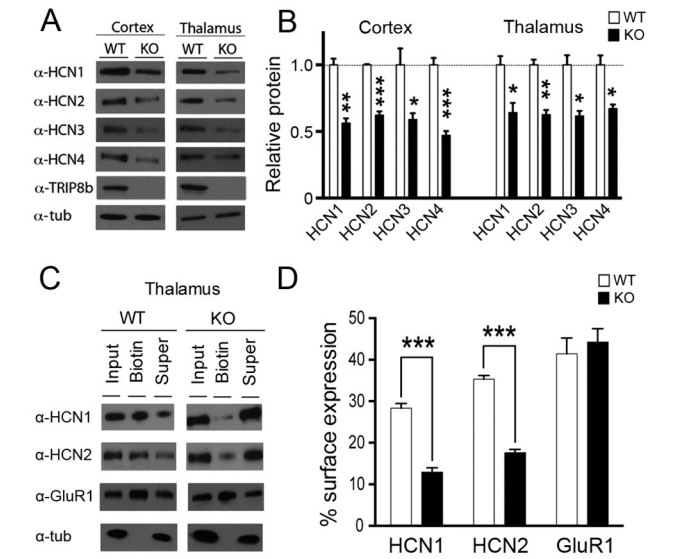 A
Cortex Thalamus
WT KO WT KO
α-HCN1
α-HCN2
α-HCN3
α-HCN4
α-TRIP8b
α-tub
B
WT
KO
Cortex Thalamus
Relative protein
1.0
0.5
0
** *** * *** * ** * *
HCN1 HCN2 HCN3 HCN4 HCN1 HCN2 HCN3 HCN4
C
Thalamus
WT KO
Input Biotin Super Input Biotin Super
α-HCN1
α-HCN2
α-GluR1
α-tub
D
WT
KO
% surface expression
50
40
30
20
10
0
*** ***
HCN1 HCN2 GluR1